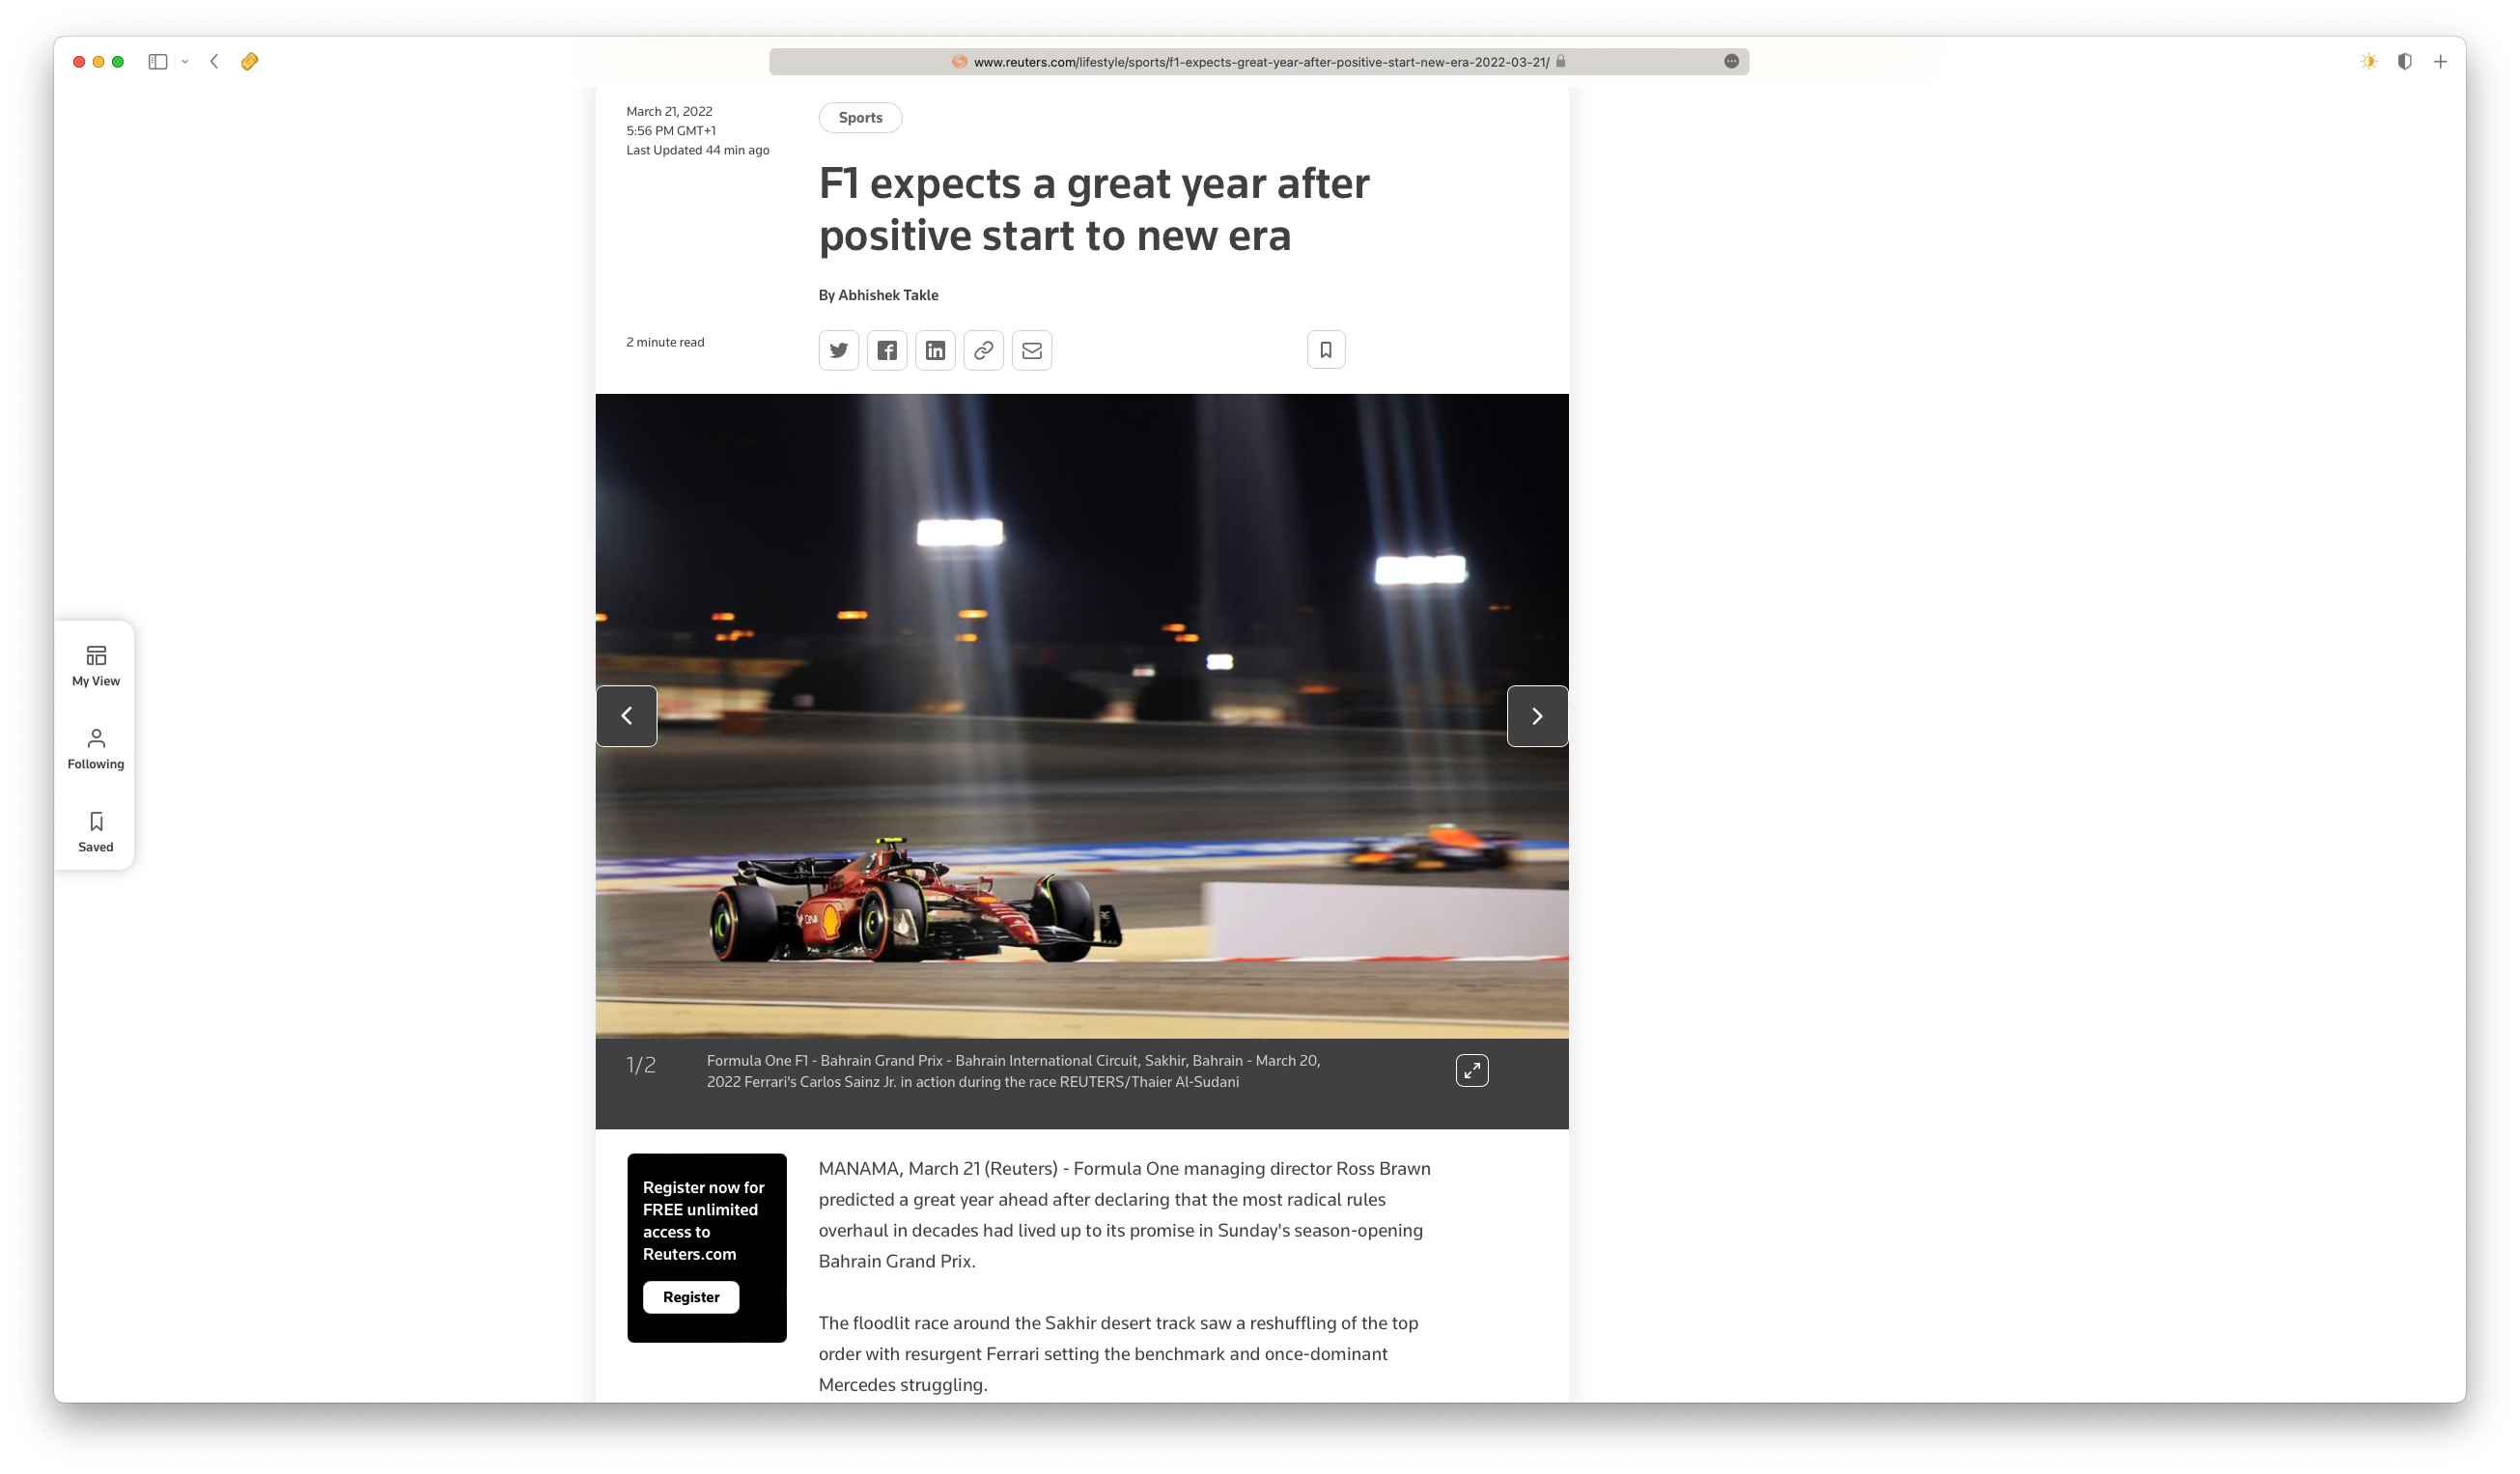 www.reuters.com/lifestyle/sports/f1-expects-great-year-after-positive-start-new-era-2022-03-21/
March 21, 2022
5:56 PM GMT+1
Last Updated 44 min ago
Sports
F1 expects a great year after
positive start to new era
By Abhishek Takle
2 minute read
My View
Following
Saved
1/2
Formula One F1 - Bahrain Grand Prix - Bahrain International Circuit, Sakhir, Bahrain - March 20,
2022 Ferrari's Carlos Sainz Jr. in action during the race REUTERS/Thaier Al-Sudani
Register now for
FREE unlimited
access to
Reuters.com
Register
MANAMA, March 21 (Reuters) - Formula One managing director Ross Brawn
predicted a great year ahead after declaring that the most radical rules
overhaul in decades had lived up to its promise in Sunday's season-opening
Bahrain Grand Prix.
The floodlit race around the Sakhir desert track saw a reshuffling of the top
order with resurgent Ferrari setting the benchmark and once-dominant
Mercedes struggling.